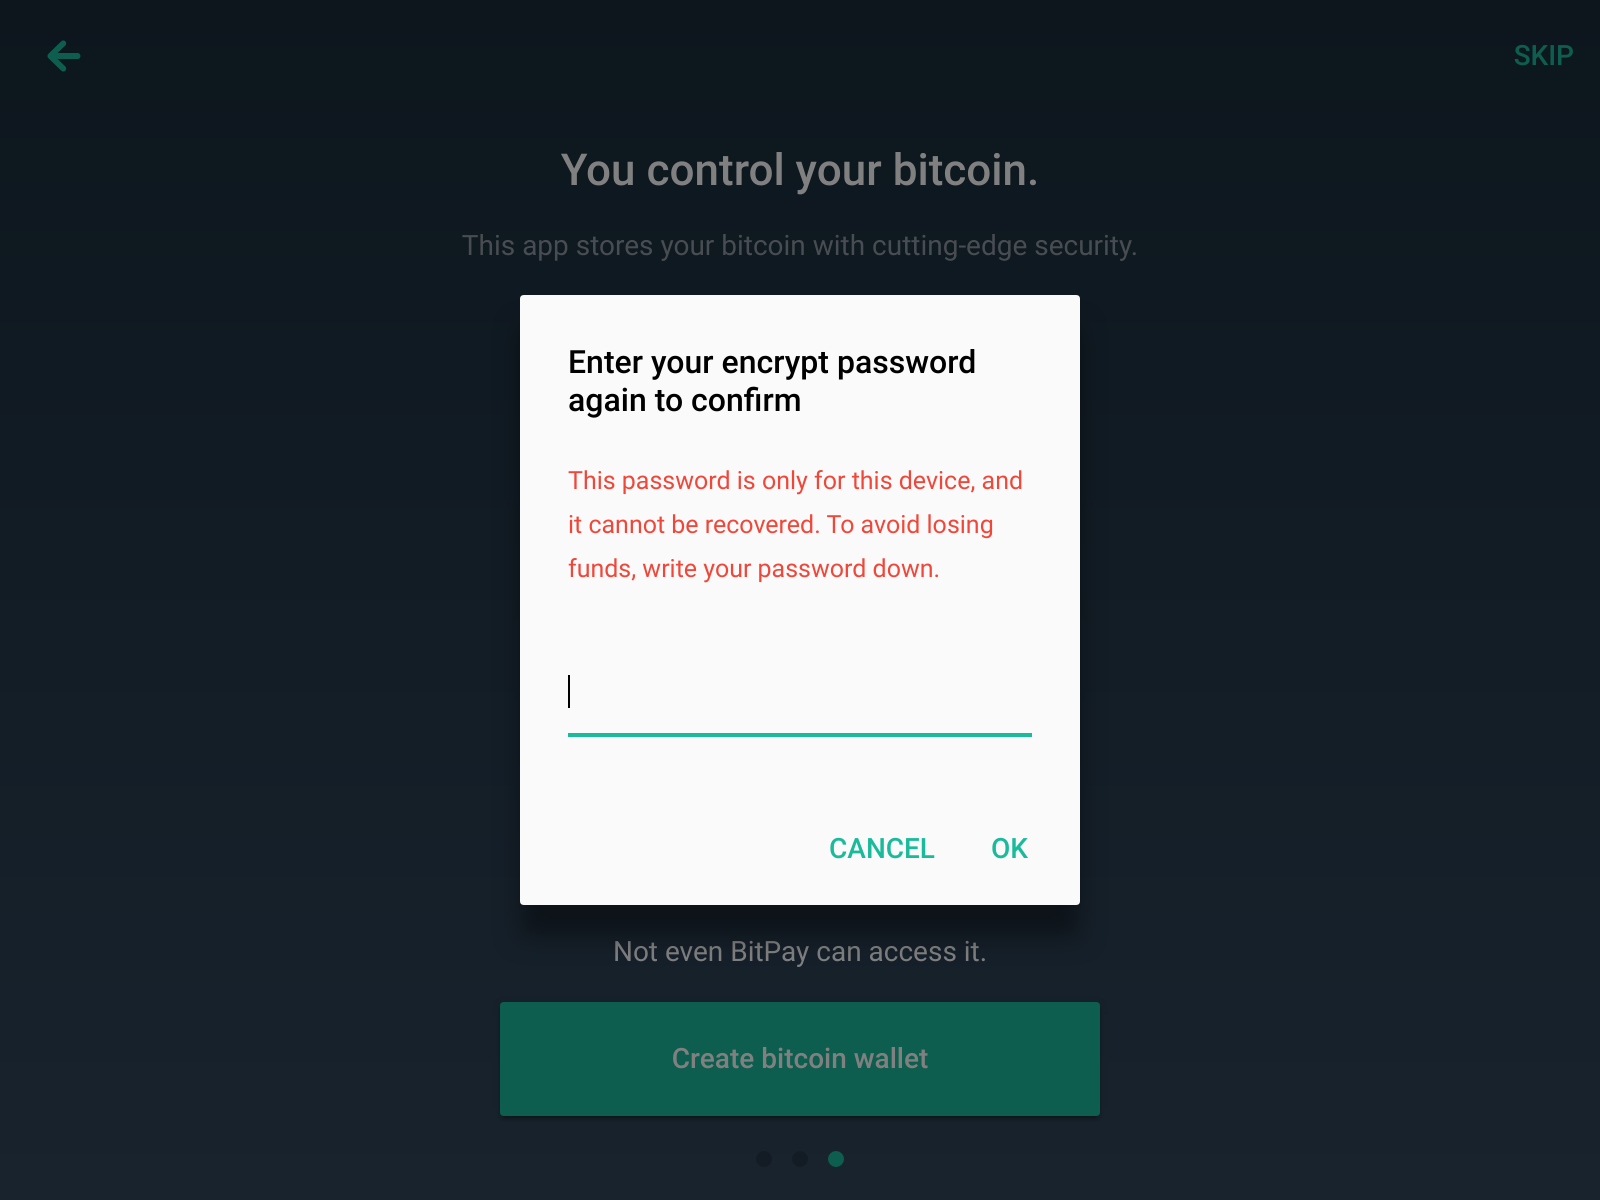 SKIP
You control your bitcoin.
This app stores your bitcoin with cutting-edge security.
Enter your encrypt password
again to confirm
This password is only for this device, and
it cannot be recovered. To avoid losing
funds, write your password down.
CANCEL OK
Not even BitPay can access it.
Create bitcoin wallet